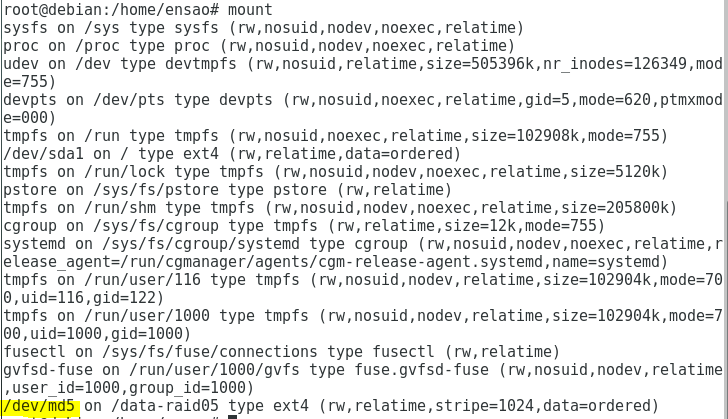 root@debian:/home/ensao# mount
sysfs on /sys type sysfs (rw,nosuid,nodev,noexec,relatime)
proc on /proc type proc (rw,nosuid,nodev,noexec,relatime)
udev on /dev type devtmpfs (rw,nosuid,relatime,size=505396k,nr_inodes=126349,mod
e=755)
devpts on /dev/pts type devpts (rw,nosuid,noexec,relatime,gid=5,mode=620,ptmxmod
e=000)
tmpfs on /run type tmpfs (rw,nosuid,noexec,relatime,size=102908k,mode=755)
/dev/sda1 on / type ext4 (rw,relatime,data=ordered)
tmpfs on /run/lock type tmpfs (rw,nosuid,nodev,noexec,relatime,size=5120k)
pstore on /sys/fs/pstore type pstore (rw,relatime)
tmpfs on /run/shm type tmpfs (rw,nosuid,nodev,noexec,relatime,size=205800k)
cgroup on /sys/fs/cgroup type tmpfs (rw,relatime,size=12k,mode=755)
systemd on /sys/fs/cgroup/systemd type cgroup (rw,nosuid,nodev,noexec,relatime,r
elease_agent=/run/cgmanager/agents/cgm-release-agent.systemd,name=systemd)
tmpfs on /run/user/116 type tmpfs (rw,nosuid,nodev,relatime,size=102904k,mode=70
0,uid=116,gid=122)
tmpfs on /run/user/1000 type tmpfs (rw,nosuid,nodev,relatime,size=102904k,mode=7
00,uid=1000,gid=1000)
fusectl on /sys/fs/fuse/connections type fusectl (rw,relatime)
gvfsd-fuse on /run/user/1000/gvfs type fuse.gvfsd-fuse (rw,nosuid,nodev,relatime
,user_id=1000,group_id=1000)
/dev/md5 on /data-raid05 type ext4 (rw,relatime,stripe=1024,data=ordered)